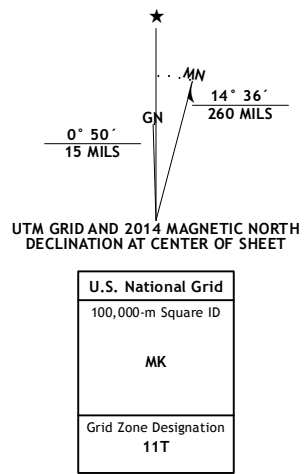 ★
MN
GN
14° 36´
260 MILS
0° 50´
15 MILS
UTM GRID AND 2014 MAGNETIC NORTH
DECLINATION AT CENTER OF SHEET
U.S. National Grid
100,000-m Square ID
MK
Grid Zone Designation
11T